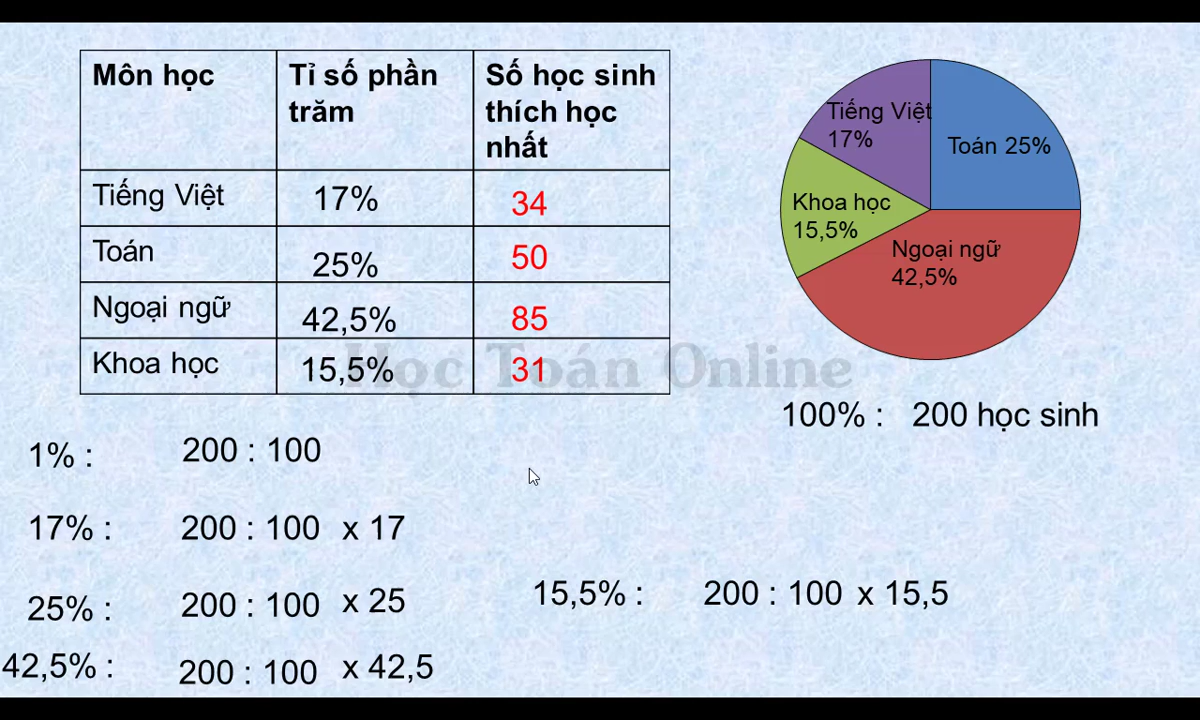 Môn học
Tỉ số phần
trăm
Số học sinh
thích học
nhất
Tiếng Việt
17%
34
Toán
25%
50
Ngoại ngữ
42,5%
85
Khoa học
15,5%
31
Tiếng Việt
17%
Toán 25%
Khoa học
15,5%
Ngoại ngữ
42,5%
Học Toán Online
100% : 200 học sinh
1% : 200 : 100
17% : 200 : 100 x 17
25% : 200 : 100 x 25
42,5% : 200 : 100 x 42,5
15,5% : 200 : 100 x 15,5